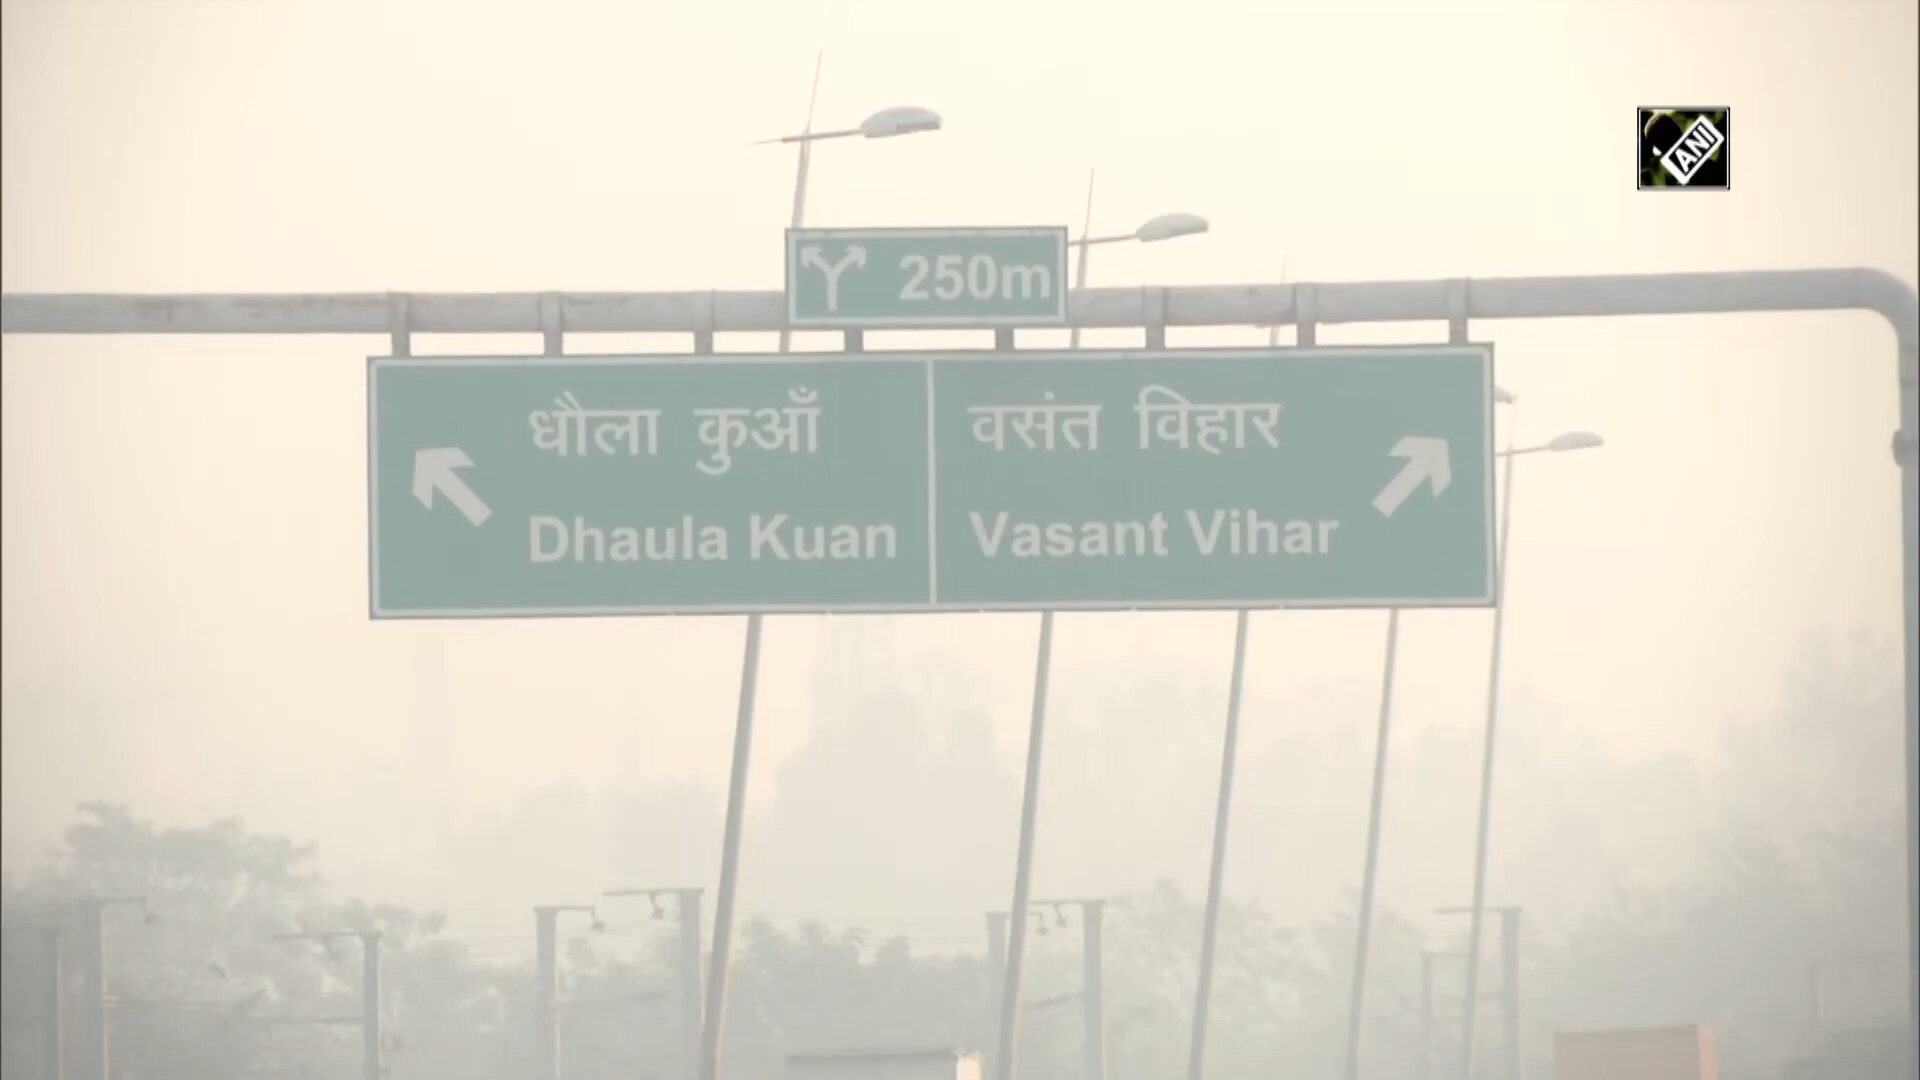 ANI
250m
धौला कुआँ
Dhaula Kuan
वसंत विहार
Vasant Vihar